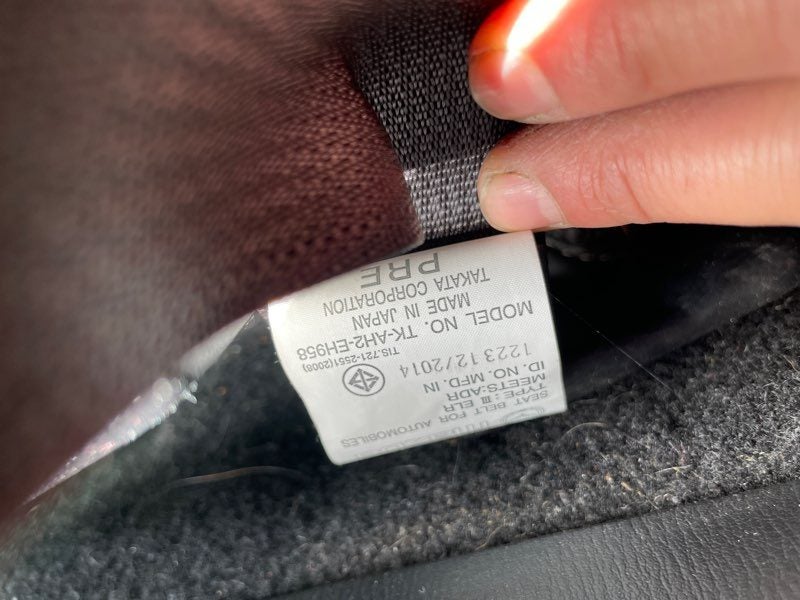 SEAT BELT FOR AUTOMOBILES
TYPE: III ELR
MEETS:ADR
ID. NO. MFD. IN
1223 12/2014
TIS.721-2551(2008)
MODEL NO. TK-AH2-EH958
MADE IN JAPAN
TAKATA CORPORATION
PRE